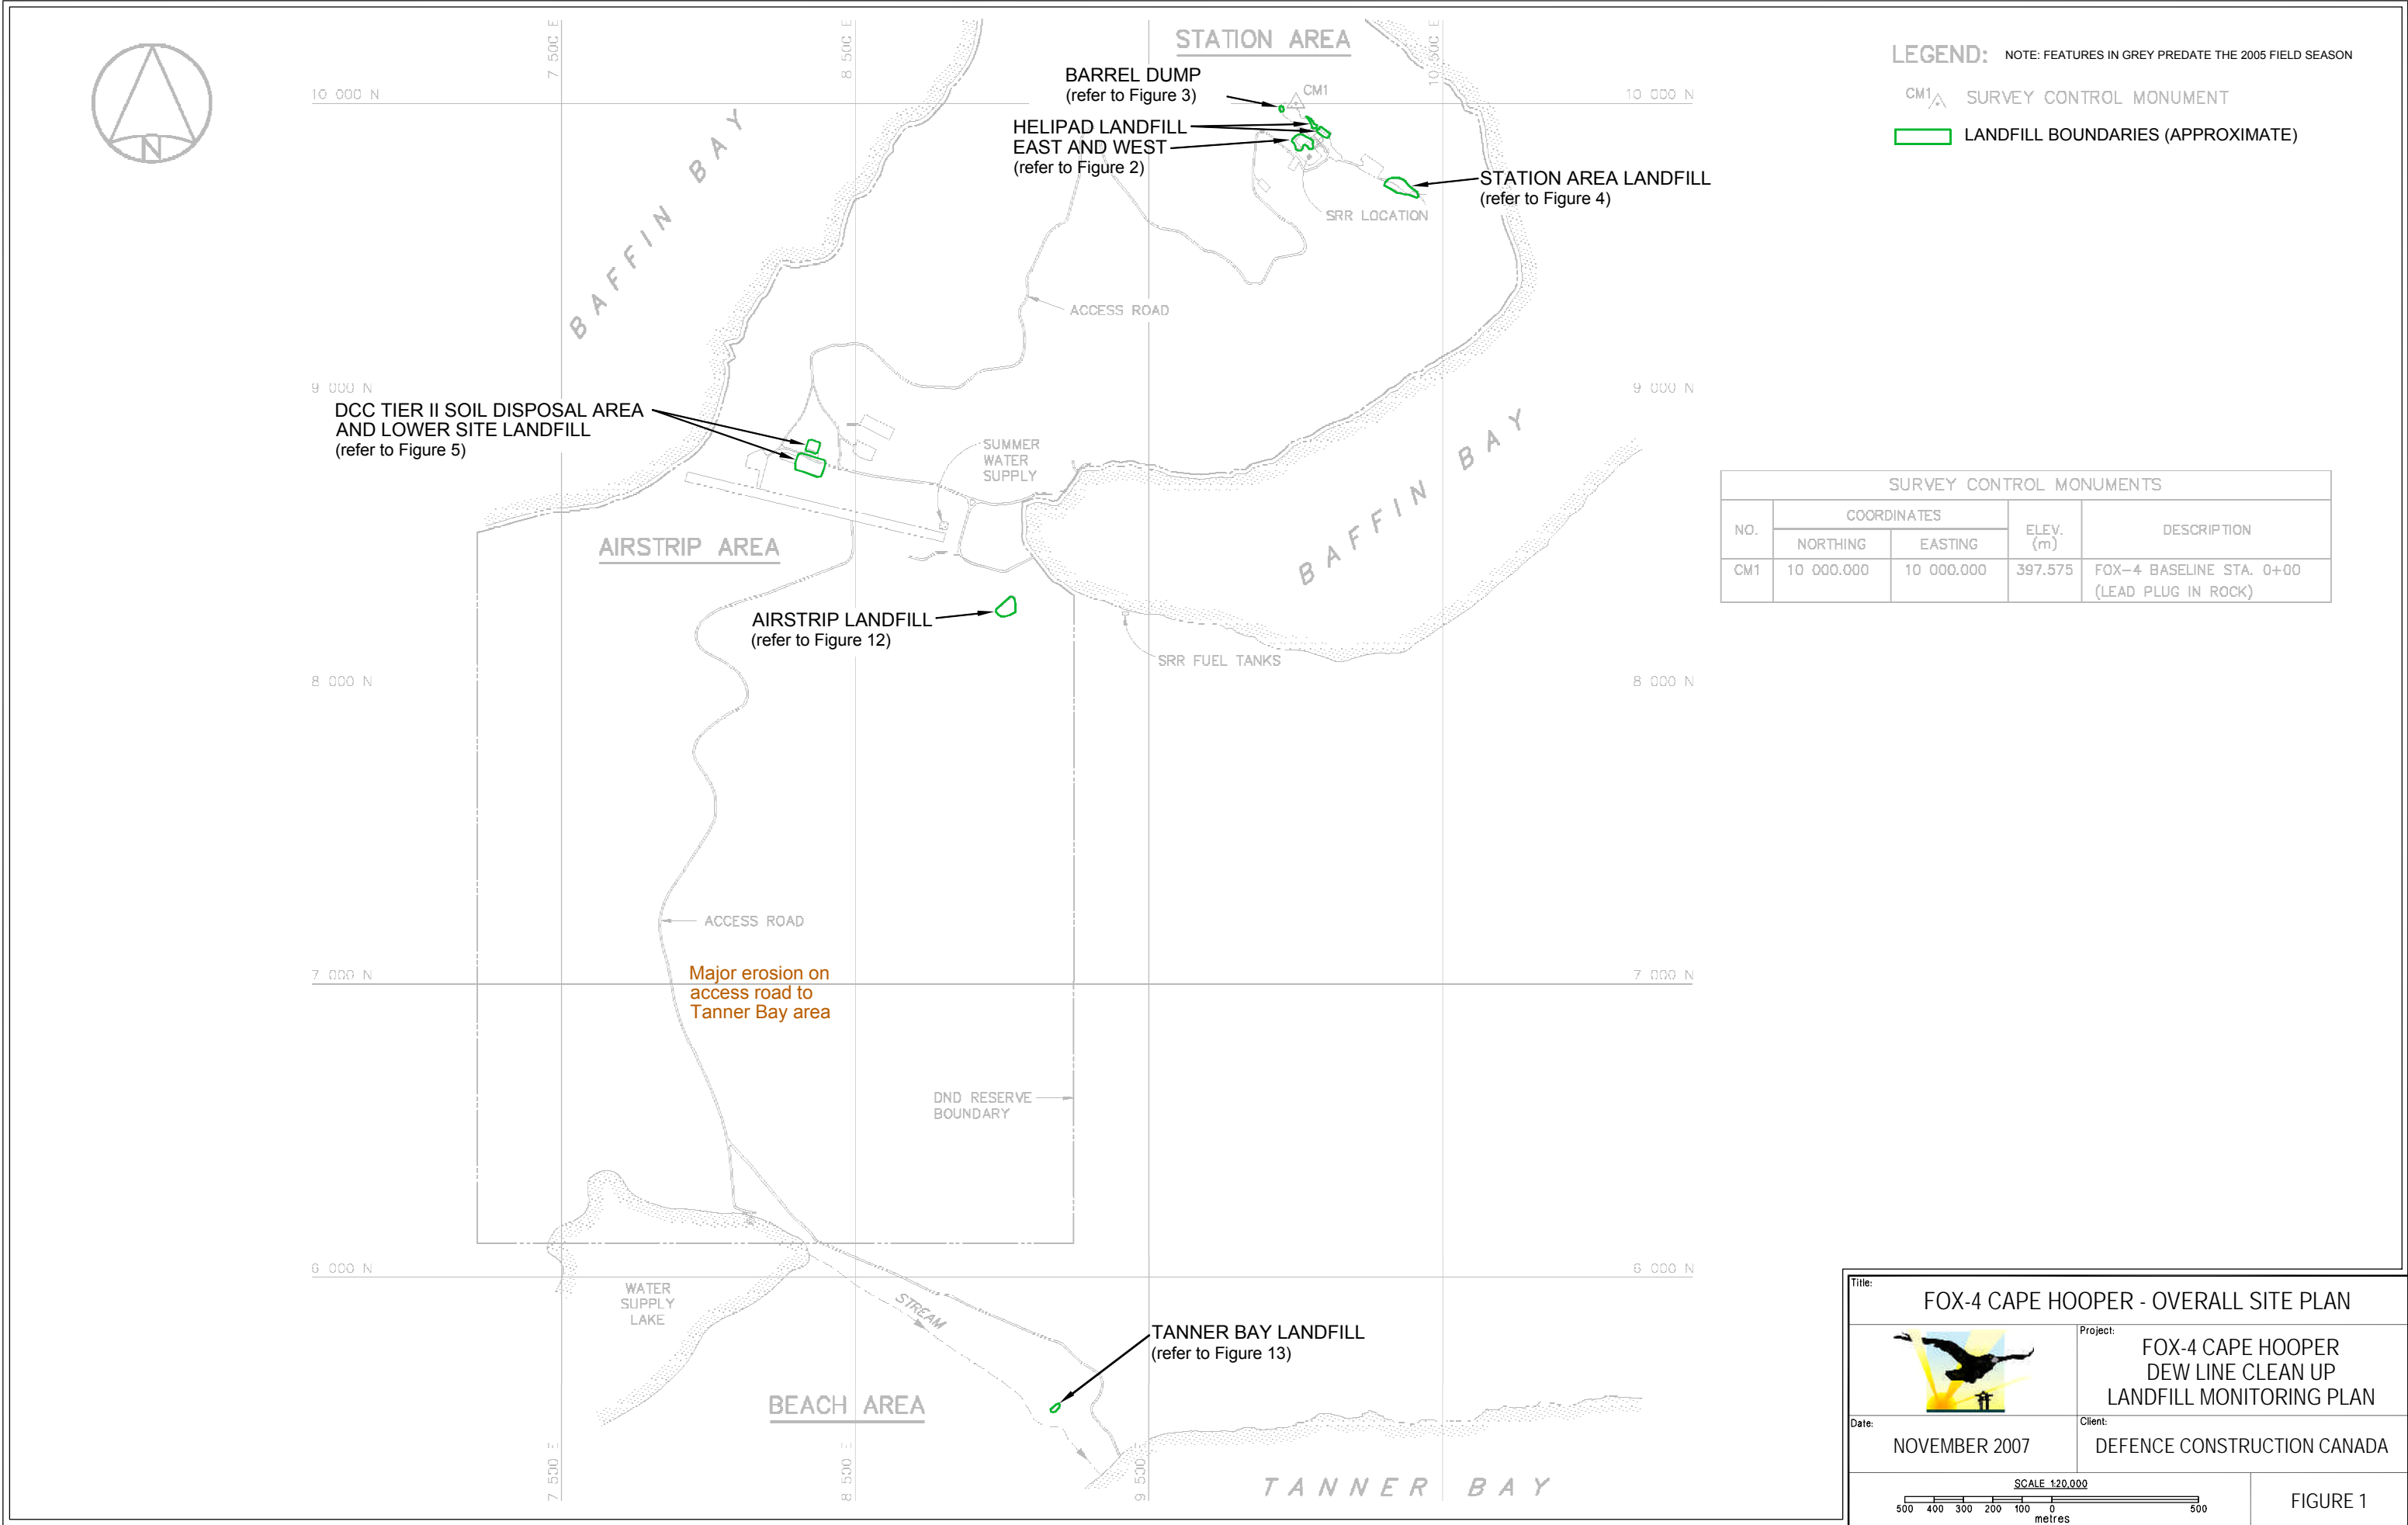 N
7 500 E
8 500 E
10 500 E
STATION AREA
10 000 N
10 000 N
BARREL DUMP
(refer to Figure 3)
CM1
HELIPAD LANDFILL
EAST AND WEST
(refer to Figure 2)
STATION AREA LANDFILL
(refer to Figure 4)
SRR LOCATION
BAFFIN BAY
ACCESS ROAD
LEGEND: NOTE: FEATURES IN GREY PREDATE THE 2005 FIELD SEASON
CM1 SURVEY CONTROL MONUMENT
LANDFILL BOUNDARIES (APPROXIMATE)
9 000 N
9 000 N
DCC TIER II SOIL DISPOSAL AREA
AND LOWER SITE LANDFILL
(refer to Figure 5)
SUMMER
WATER
SUPPLY
BAFFIN BAY
AIRSTRIP AREA
SURVEY CONTROL MONUMENTS
NO. COORDINATES ELEV. (m) DESCRIPTION
NORTHING EASTING
CM1 10 000.000 10 000.000 397.575 FOX-4 BASELINE STA. 0+00
(LEAD PLUG IN ROCK)
AIRSTRIP LANDFILL
(refer to Figure 12)
SRR FUEL TANKS
8 000 N
8 000 N
ACCESS ROAD
7 000 N
7 000 N
Major erosion on
access road to
Tanner Bay area
DND RESERVE
BOUNDARY
6 000 N
6 000 N
WATER
SUPPLY
LAKE
STREAM
TANNER BAY LANDFILL
(refer to Figure 13)
BEACH AREA
7 500 E
8 500 E
9 500 E
TANNER BAY
Title:
FOX-4 CAPE HOOPER - OVERALL SITE PLAN
Project:
FOX-4 CAPE HOOPER
DEW LINE CLEAN UP
LANDFILL MONITORING PLAN
Date:
NOVEMBER 2007
Client:
DEFENCE CONSTRUCTION CANADA
SCALE 1:20,000
500 400 300 200 100 0 500
metres
FIGURE 1